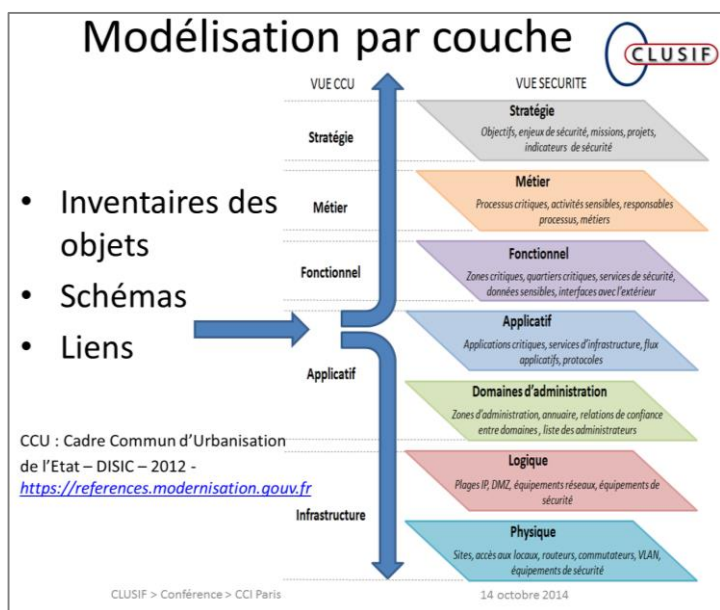 Modélisation par couche
CLUSIF
VUE CCU
VUE SECURITE
Stratégie
Stratégie
Objectifs, enjeux de sécurité, missions, projets,
indicateurs de sécurité
• Inventaires des
objets
• Schémas
• Liens
Métier
Métier
Processus critiques, activités sensibles, responsables
processus, métiers
Fonctionnel
Fonctionnel
Zones critiques, quartiers critiques, services de sécurité,
données sensibles, interfaces avec l'extérieur
Applicatif
Applicatif
Applications critiques, services d'infrastructure, flux
applicatifs, protocoles
Domaines d'administration
Zones d'administration, annuaire, relations de confiance
entre domaines , liste des administrateurs
CCU : Cadre Commun d'Urbanisation
de l'Etat – DISIC – 2012 -
https://references.modernisation.gouv.fr
Infrastructure
Logique
Plages IP, DMZ, équipements réseaux, équipements de
sécurité
Physique
Sites, accès aux locaux, routeurs, commutateurs, VLAN,
équipements de sécurité
CLUSIF > Conférence > CCI Paris
14 octobre 2014